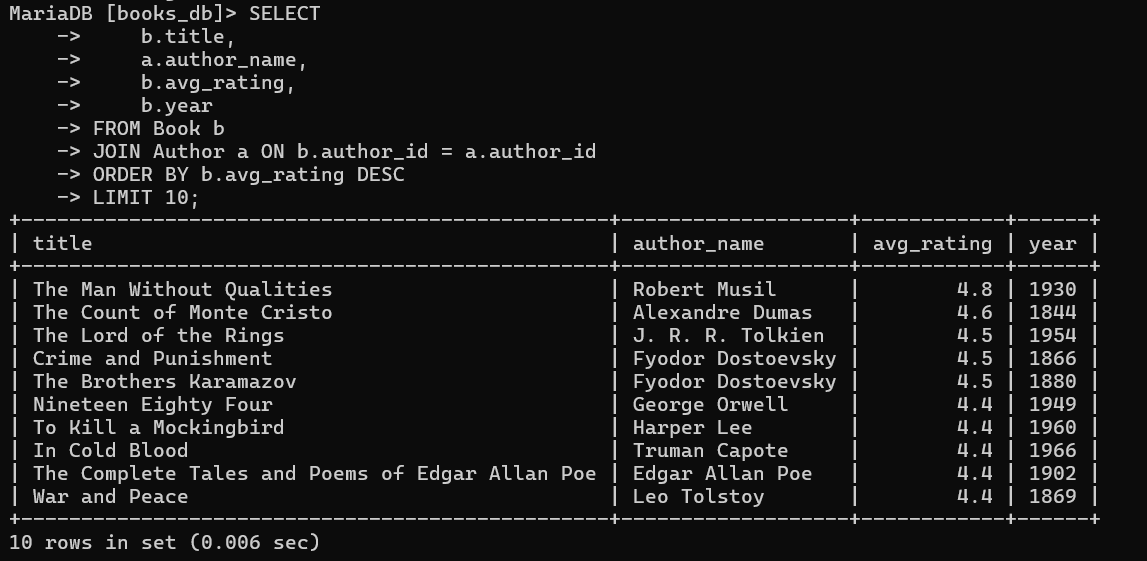 MariaDB [books_db]> SELECT
    ->     b.title,
    ->     a.author_name,
    ->     b.avg_rating,
    ->     b.year
    -> FROM Book b
    -> JOIN Author a ON b.author_id = a.author_id
    -> ORDER BY b.avg_rating DESC
    -> LIMIT 10;
+-------------------------------------------------+-------------------+------------+------+
| title                                           | author_name       | avg_rating | year |
+-------------------------------------------------+-------------------+------------+------+
| The Man Without Qualities                       | Robert Musil      |        4.8 | 1930 |
| The Count of Monte Cristo                       | Alexandre Dumas   |        4.6 | 1844 |
| The Lord of the Rings                           | J. R. R. Tolkien  |        4.5 | 1954 |
| Crime and Punishment                            | Fyodor Dostoevsky |        4.5 | 1866 |
| The Brothers Karamazov                          | Fyodor Dostoevsky |        4.5 | 1880 |
| Nineteen Eighty Four                            | George Orwell     |        4.4 | 1949 |
| To Kill a Mockingbird                           | Harper Lee        |        4.4 | 1960 |
| In Cold Blood                                   | Truman Capote     |        4.4 | 1966 |
| The Complete Tales and Poems of Edgar Allan Poe | Edgar Allan Poe   |        4.4 | 1902 |
| War and Peace                                   | Leo Tolstoy       |        4.4 | 1869 |
+-------------------------------------------------+-------------------+------------+------+
10 rows in set (0.006 sec)